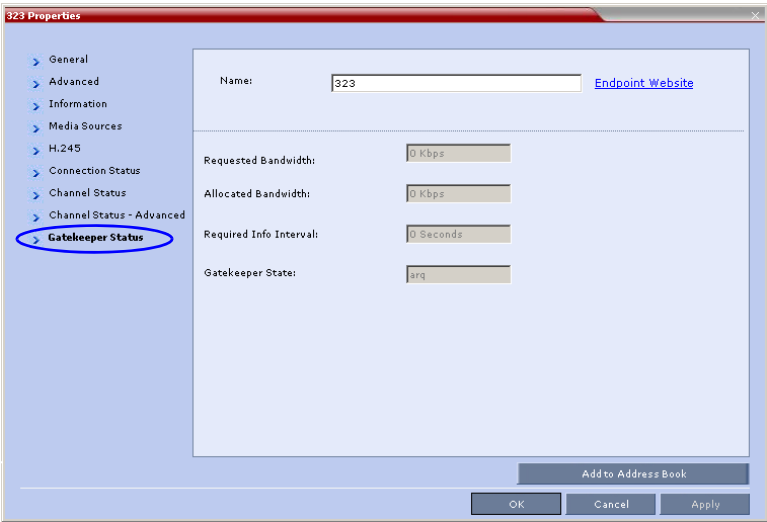 323 Properties
General
Advanced
Information
Media Sources
H.245
Connection Status
Channel Status
Channel Status - Advanced
Gatekeeper Status
Name: 323 Endpoint Website
Requested Bandwidth: 0 Kbps
Allocated Bandwidth: 0 Kbps
Required Info Interval: 0 Seconds
Gatekeeper State: arq
Add to Address Book
OK Cancel Apply